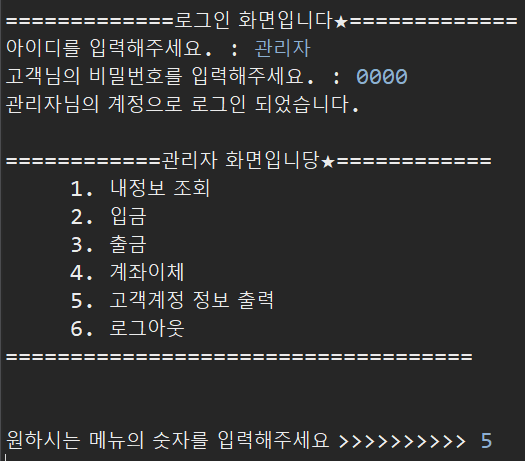 =============로그인 화면입니다★=============
아이디를 입력해주세요. : 관리자
고객님의 비밀번호를 입력해주세요. : 0000
관리자님의 계정으로 로그인 되었습니다.
============관리자 화면입니당★============
1. 내정보 조회
2. 입금
3. 출금
4. 계좌이체
5. 고객계정 정보 출력
6. 로그아웃
====================================
원하시는 메뉴의 숫자를 입력해주세요 >>>>>>>>>> 5